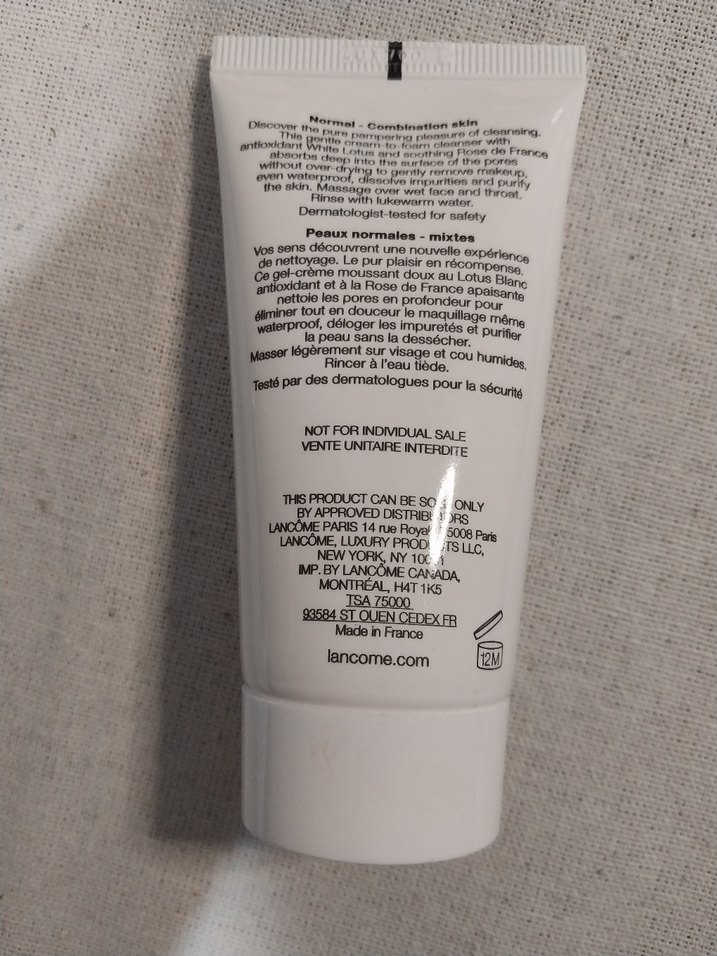 Normal - Combination skin
Discover the pure pampering pleasure of cleansing.
This gentle cream-to-foam cleanser with
antioxidant White Lotus and soothing Rose de France
absorbs deep into the surface of the pores
without over-drying to gently remove makeup,
even waterproof, dissolve impurities and purify
the skin. Massage over wet face and throat.
Rinse with lukewarm water.
Dermatologist-tested for safety
Peaux normales - mixtes
Vos sens découvrent une nouvelle expérience
de nettoyage. Le pur plaisir en récompense.
Ce gel-crème moussant doux au Lotus Blanc
antioxidant et à la Rose de France apaisante
nettoie les pores en profondeur pour
éliminer tout en douceur le maquillage même
waterproof, déloger les impuretés et purifier
la peau sans la dessécher.
Masser légèrement sur visage et cou humides.
Rincer à l'eau tiède.
Testé par des dermatologues pour la sécurité
NOT FOR INDIVIDUAL SALE
VENTE UNITAIRE INTERDITE
THIS PRODUCT CAN BE ONLY
BY APPROVED DISTRIBUTORS
LANCÔME PARIS 14 rue Paris
LANCÔME, LUXURY PRODUCTS LLC,
NEW YORK, NY
IMP. BY LANCÔME CANADA,
MONTRÉAL, H4T 1K5
TSA 75000
93584 ST OUEN CEDEX FR
Made in France
lancome.com
12M